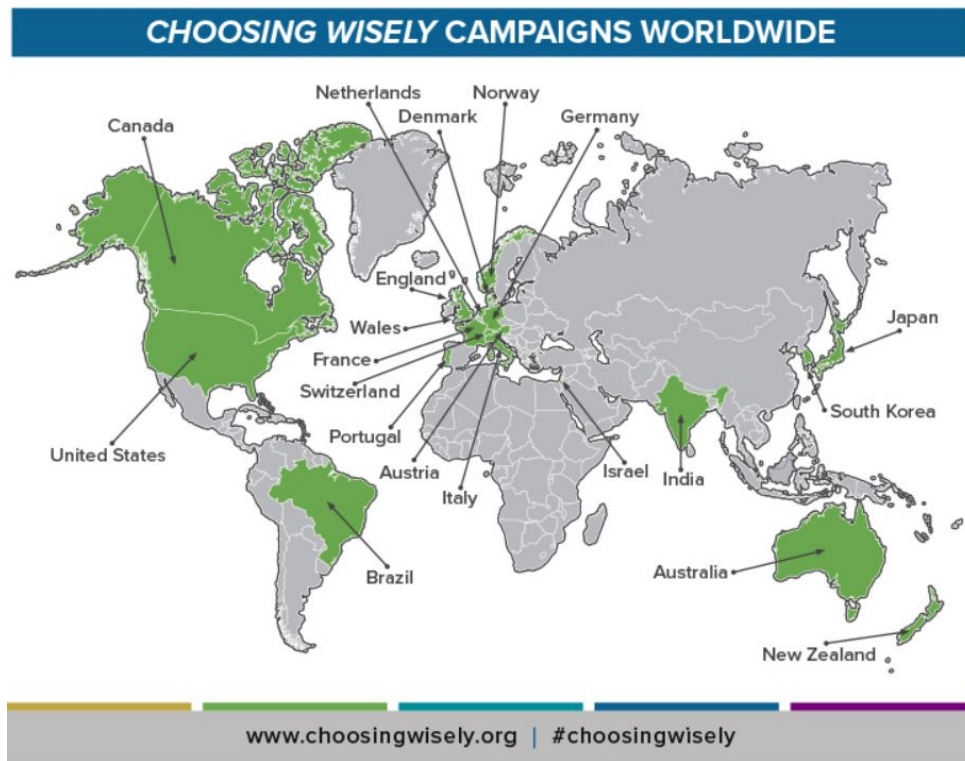 CHOOSING WISELY CAMPAIGNS WORLDWIDE
Netherlands
Norway
Denmark
Germany
Canada
England
Wales
France
Switzerland
Portugal
Austria
Italy
Israel
India
Japan
South Korea
United States
Brazil
Australia
New Zealand
www.choosingwisely.org | #choosingwisely